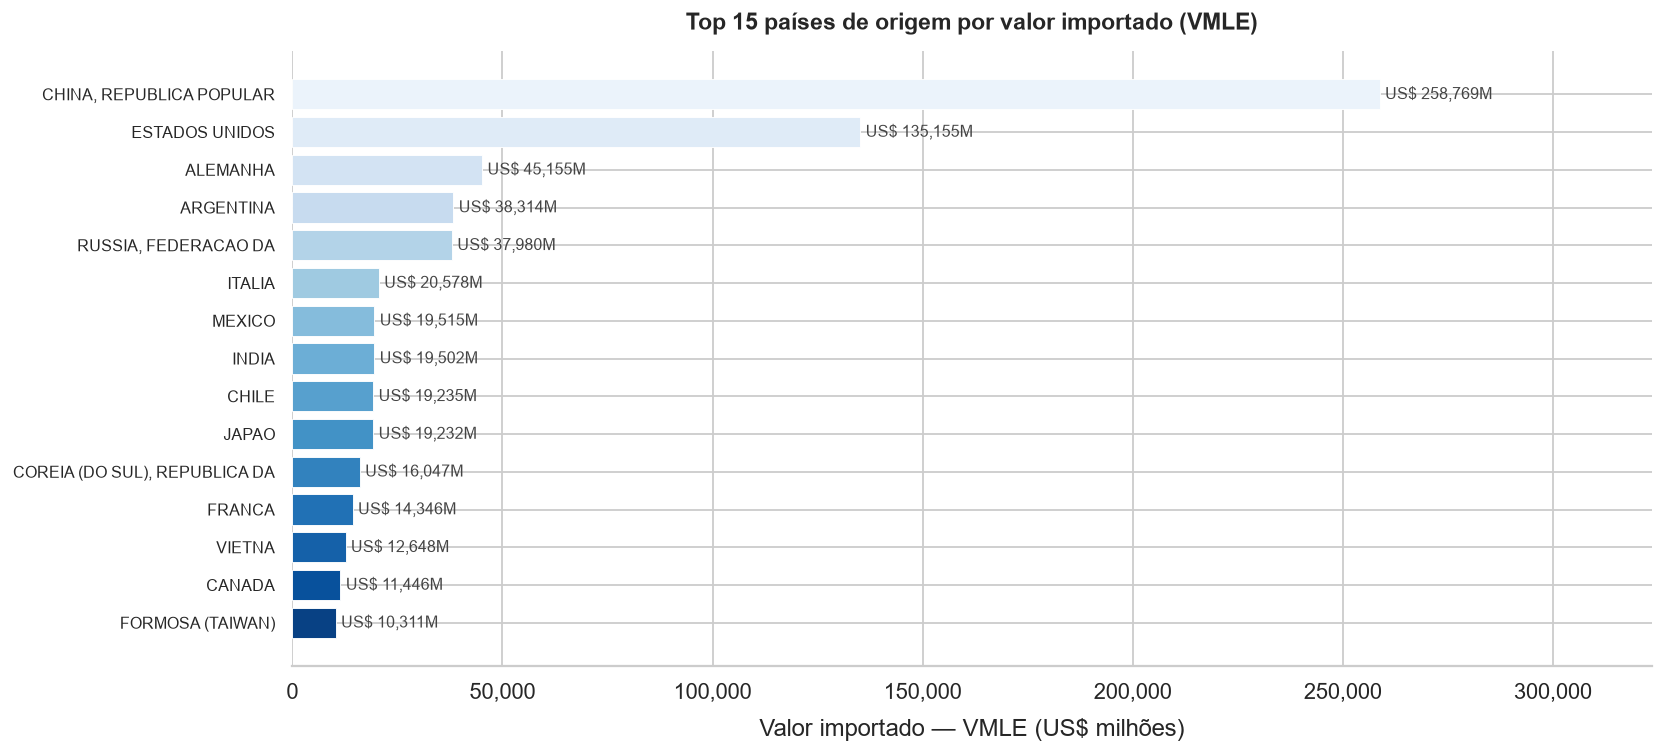 Top 15 países de origem por valor importado (VMLE)
CHINA, REPUBLICA POPULAR US$ 258,769M
ESTADOS UNIDOS US$ 135,155M
ALEMANHA US$ 45,155M
ARGENTINA US$ 38,314M
RUSSIA, FEDERACAO DA US$ 37,980M
ITALIA US$ 20,578M
MEXICO US$ 19,515M
INDIA US$ 19,502M
CHILE US$ 19,235M
JAPAO US$ 19,232M
COREIA (DO SUL), REPUBLICA DA US$ 16,047M
FRANCA US$ 14,346M
VIETNA US$ 12,648M
CANADA US$ 11,446M
FORMOSA (TAIWAN) US$ 10,311M
0 50,000 100,000 150,000 200,000 250,000 300,000
Valor importado — VMLE (US$ milhões)